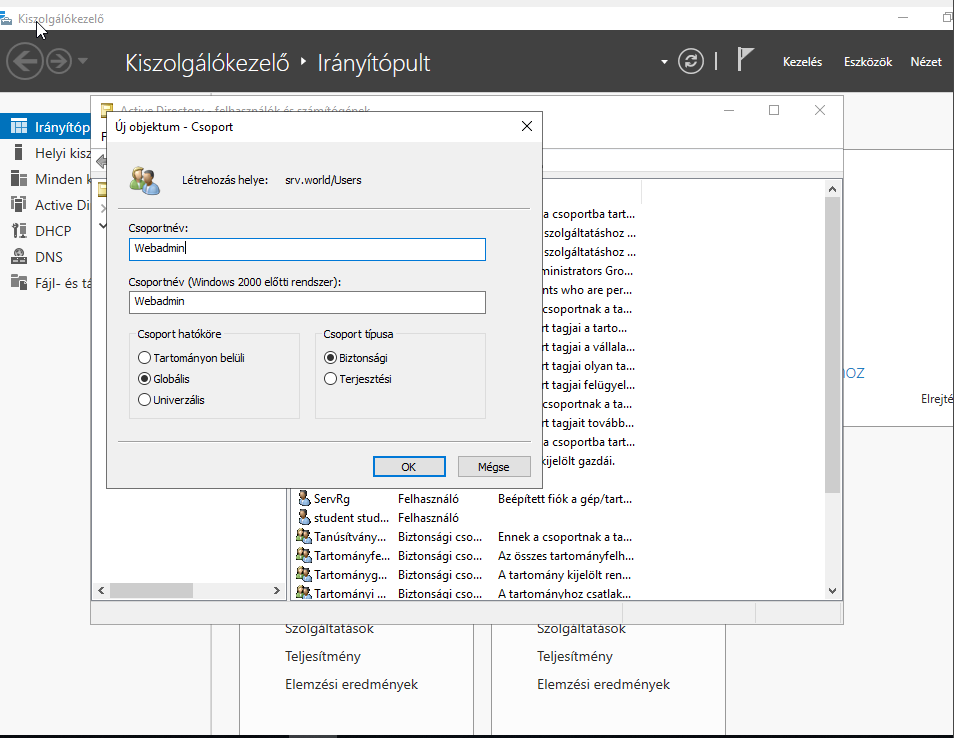 Kiszolgálókezelő
Kiszolgálókezelő
Irányítópult
Kezelés
Eszközök
Nézet
Active Directory - felhasználók és számítógépek
Új objektum - Csoport
Létrehozás helye: srv.world/Users
Csoportnév:
Webadmin
Csoportnév (Windows 2000 előtti rendszer):
Webadmin
Csoport hatóköre
Tartományon belüli
Globális
Univerzális
Csoport típusa
Biztonsági
Terjesztési
OK
Mégse
Irányítóp
Helyi kisz
Minden k
Active Di
DHCP
DNS
Fájl- és tá
a csoportba tart...
szolgáltatáshoz ...
szolgáltatáshoz ...
ministrators Gro...
nts who are per...
csoportnak a ta...
rt tagjai a tarto...
rt tagjai a vállala...
rt tagjai olyan ta...
rt tagjai felügyel...
csoportnak a ta...
rt tagjait tovább...
a csoportba tart...
kijelölt gazdái.
ServRg Felhasználó Beépített fiók a gép/tart...
student stud... Felhasználó
Tanúsítvány... Biztonsági cso... Ennek a csoportnak a ta...
Tartományfe... Biztonsági cso... Az összes tartományfelh...
Tartományg... Biztonsági cso... A tartomány kijelölt ren...
Tartományi ... Biztonsági cso... A tartományhoz csatlak...
HOZ
Elrejté
Szolgáltatások
Teljesítmény
Elemzési eredmények
Szolgáltatások
Teljesítmény
Elemzési eredmények